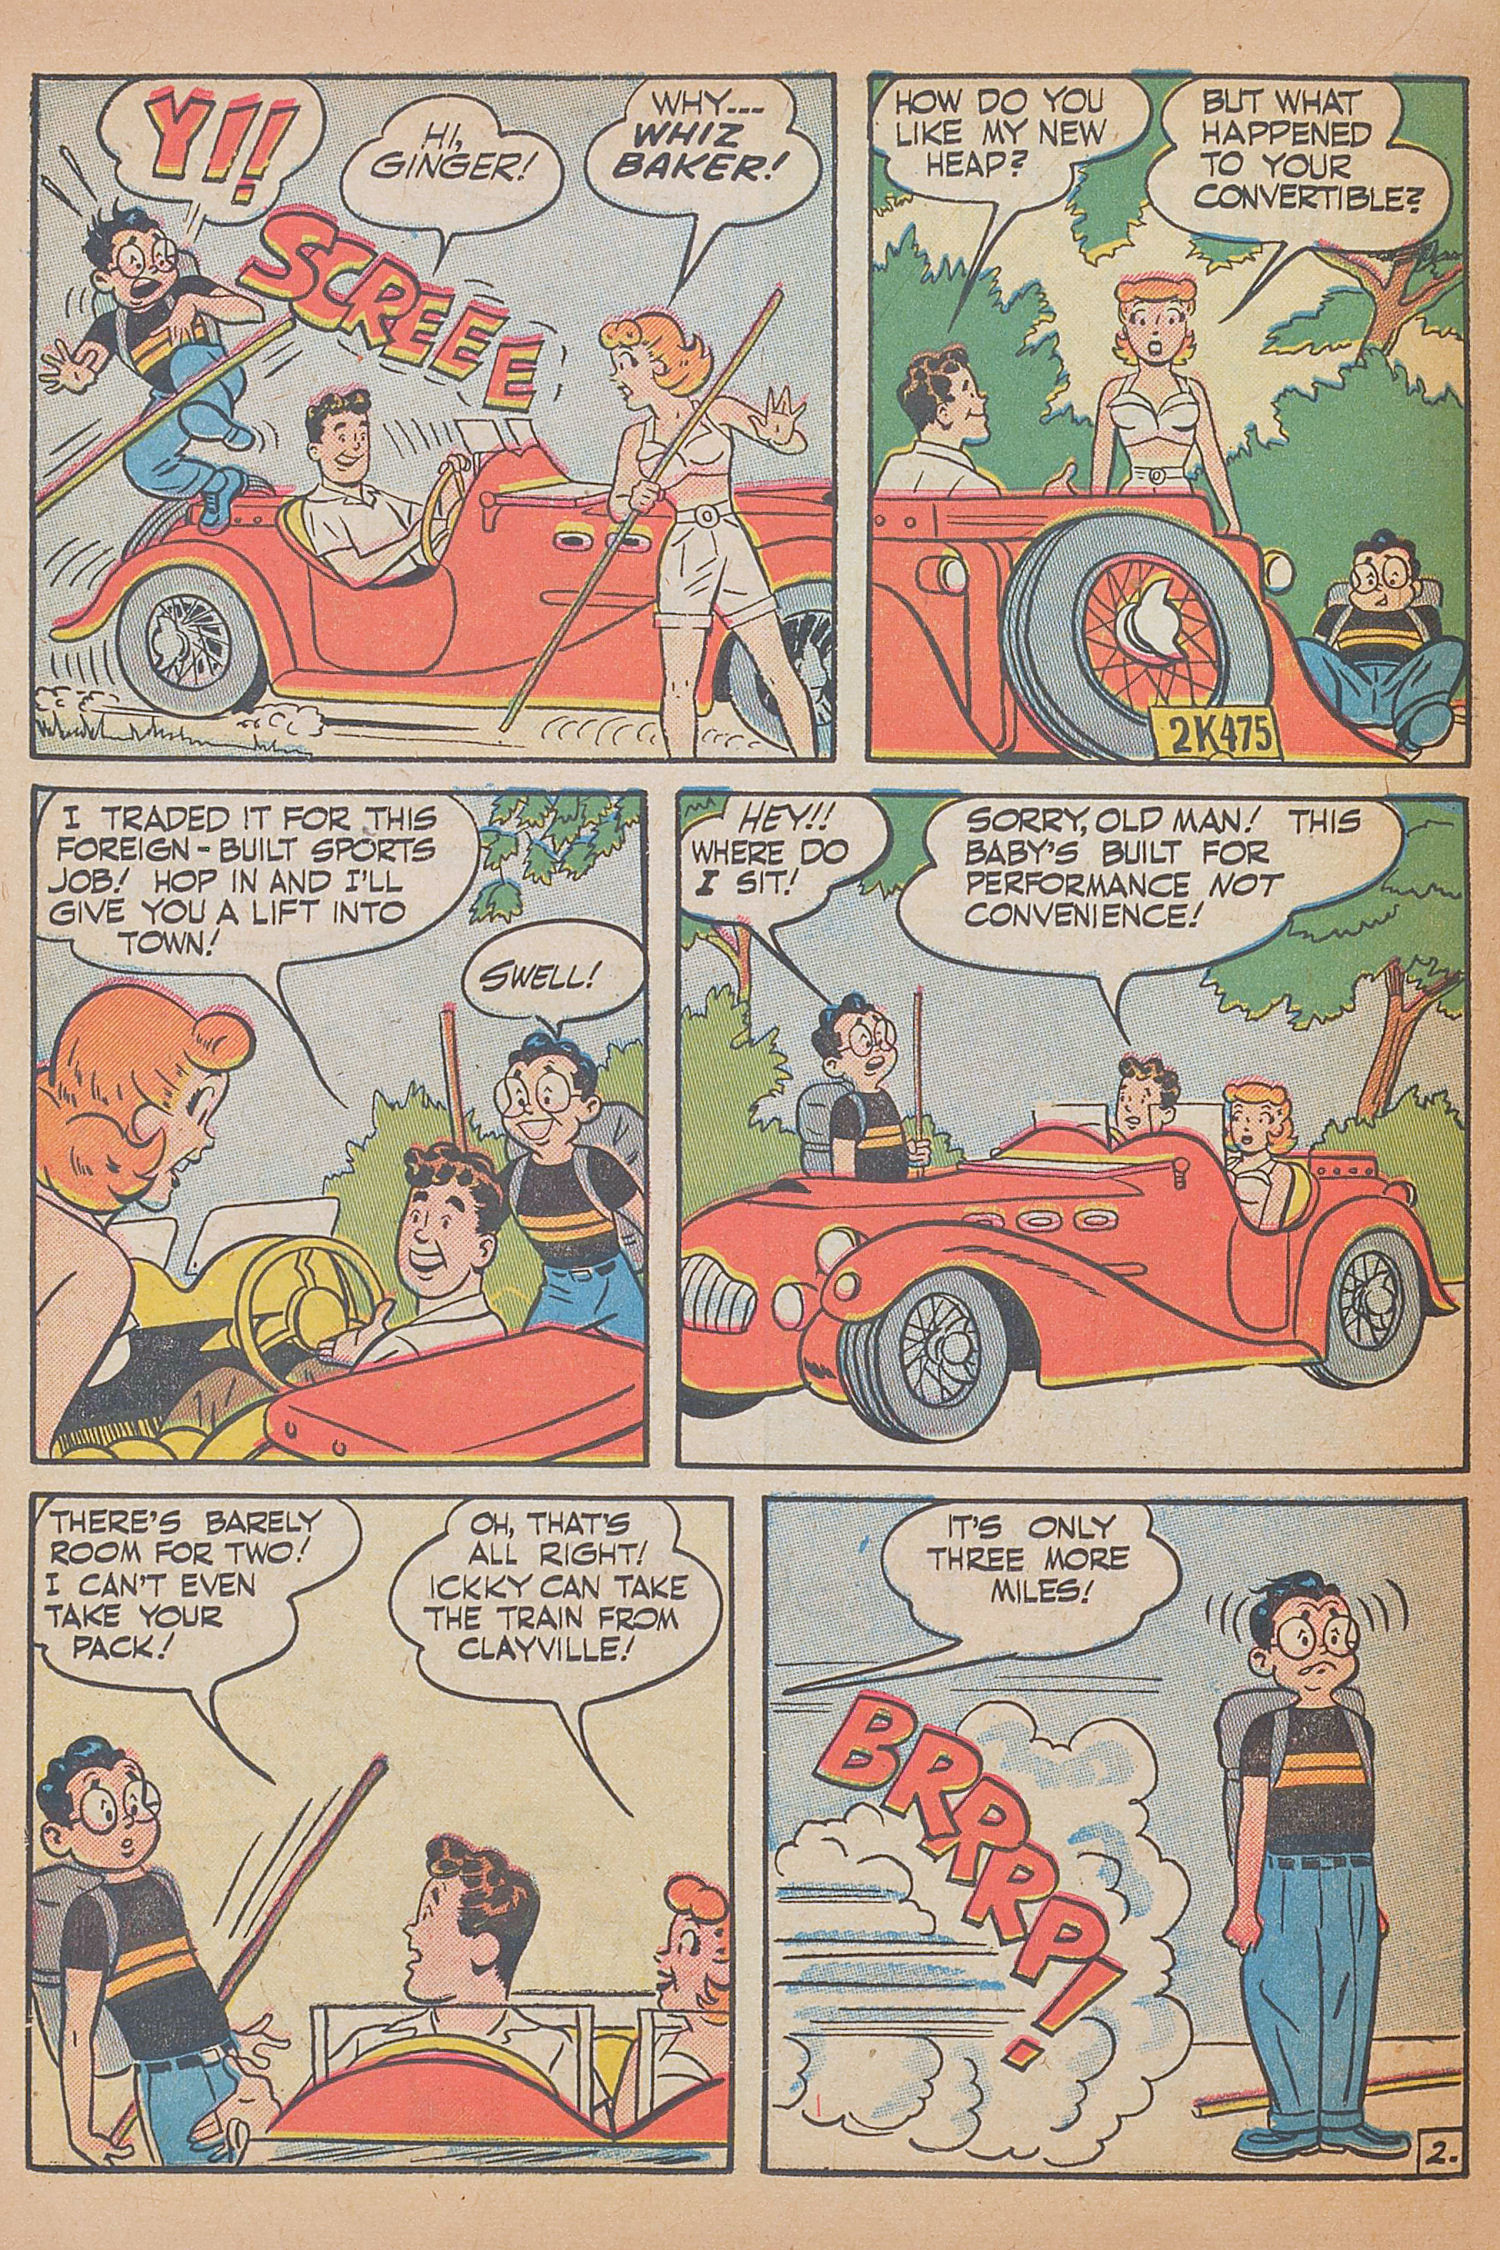 YI!!
HI,
GINGER!
WHY---
WHIZ
BAKER!
SCREEEE
HOW DO YOU
LIKE MY NEW
HEAP?
BUT WHAT
HAPPENED
TO YOUR
CONVERTIBLE?
2K475
I TRADED IT FOR THIS
FOREIGN-BUILT SPORTS
JOB! HOP IN AND I'LL
GIVE YOU A LIFT INTO
TOWN!
SWELL!
HEY!!
WHERE DO
I SIT!
SORRY, OLD MAN! THIS
BABY'S BUILT FOR
PERFORMANCE NOT
CONVENIENCE!
THERE'S BARELY
ROOM FOR TWO!
I CAN'T EVEN
TAKE YOUR
PACK!
OH, THAT'S
ALL RIGHT!
ICKKY CAN TAKE
THE TRAIN FROM
CLAYVILLE!
IT'S ONLY
THREE MORE
MILES!
BRRRP!
2.